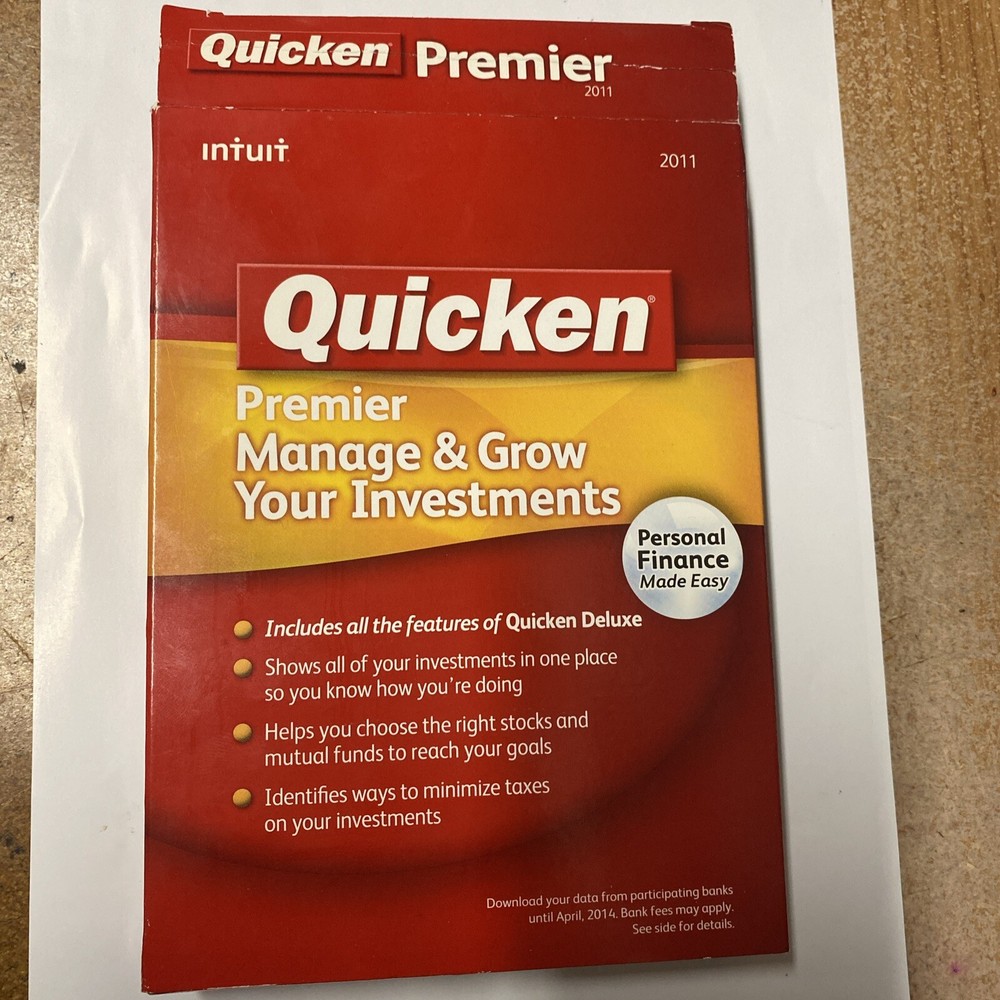 Quicken Premier
2011
intuit
2011
Quicken®
Premier
Manage & Grow
Your Investments
Personal
Finance
Made Easy
Includes all the features of Quicken Deluxe
Shows all of your investments in one place
so you know how you're doing
Helps you choose the right stocks and
mutual funds to reach your goals
Identifies ways to minimize taxes
on your investments
Download your data from participating banks
until April, 2014. Bank fees may apply.
See side for details.